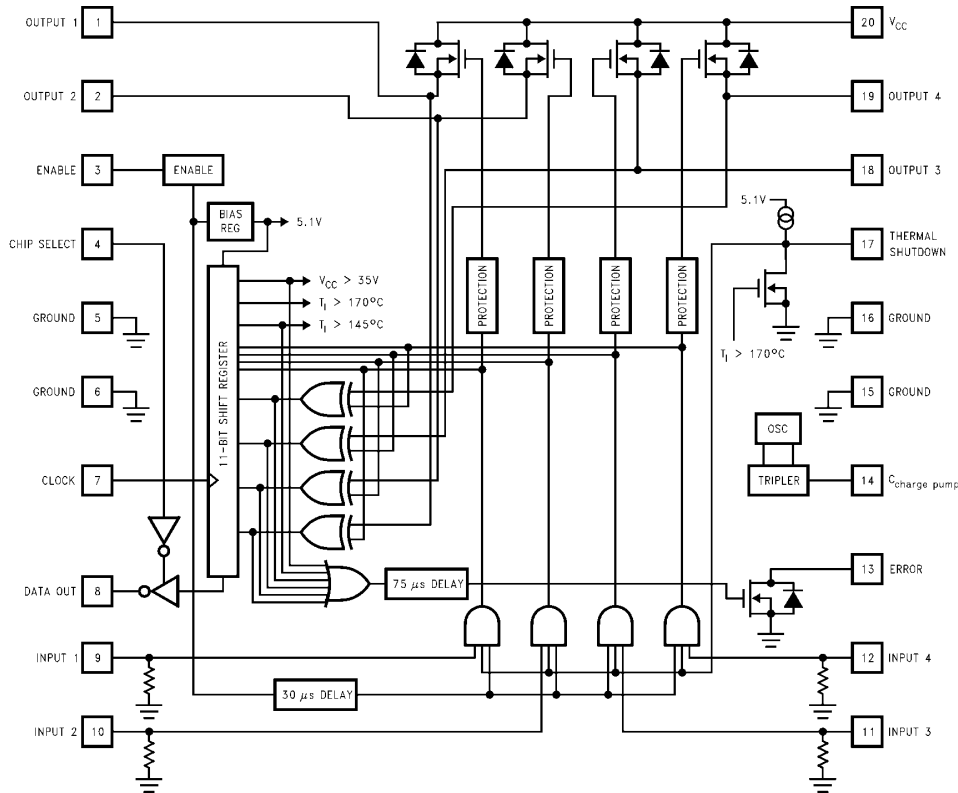 OUTPUT 1 1
20 VCC
OUTPUT 2 2
19 OUTPUT 4
ENABLE 3 ENABLE
18 OUTPUT 3
BIAS
REG
5.1V
5.1V
CHIP SELECT 4
17 THERMAL
SHUTDOWN
VCC > 35V
TJ > 170°C
TJ > 145°C
PROTECTION
PROTECTION
PROTECTION
PROTECTION
GROUND 5
16 GROUND
TJ > 170°C
11-BIT SHIFT REGISTER
GROUND 6
15 GROUND
OSC
CLOCK 7
TRIPLER
14 Ccharge pump
DATA OUT 8
75 µs DELAY
13 ERROR
INPUT 1 9
12 INPUT 4
30 µs DELAY
INPUT 2 10
11 INPUT 3